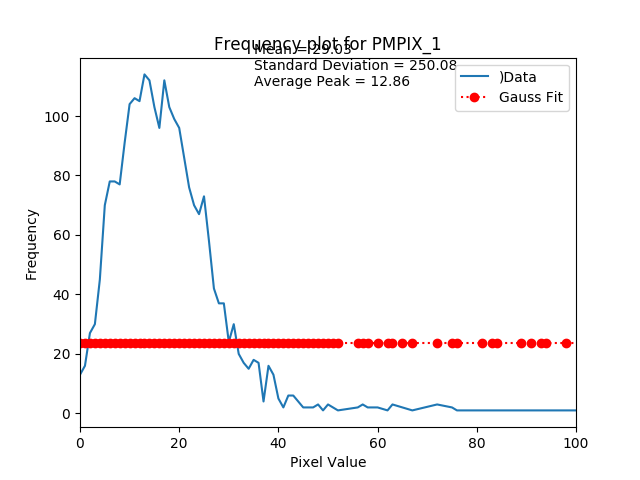 Frequency plot for PMPIX_1
Mean = 29.03
Standard Deviation = 250.08
Average Peak = 12.86
)Data
Gauss Fit
Frequency
100
80
60
40
20
0
0 20 40 60 80 100
Pixel Value